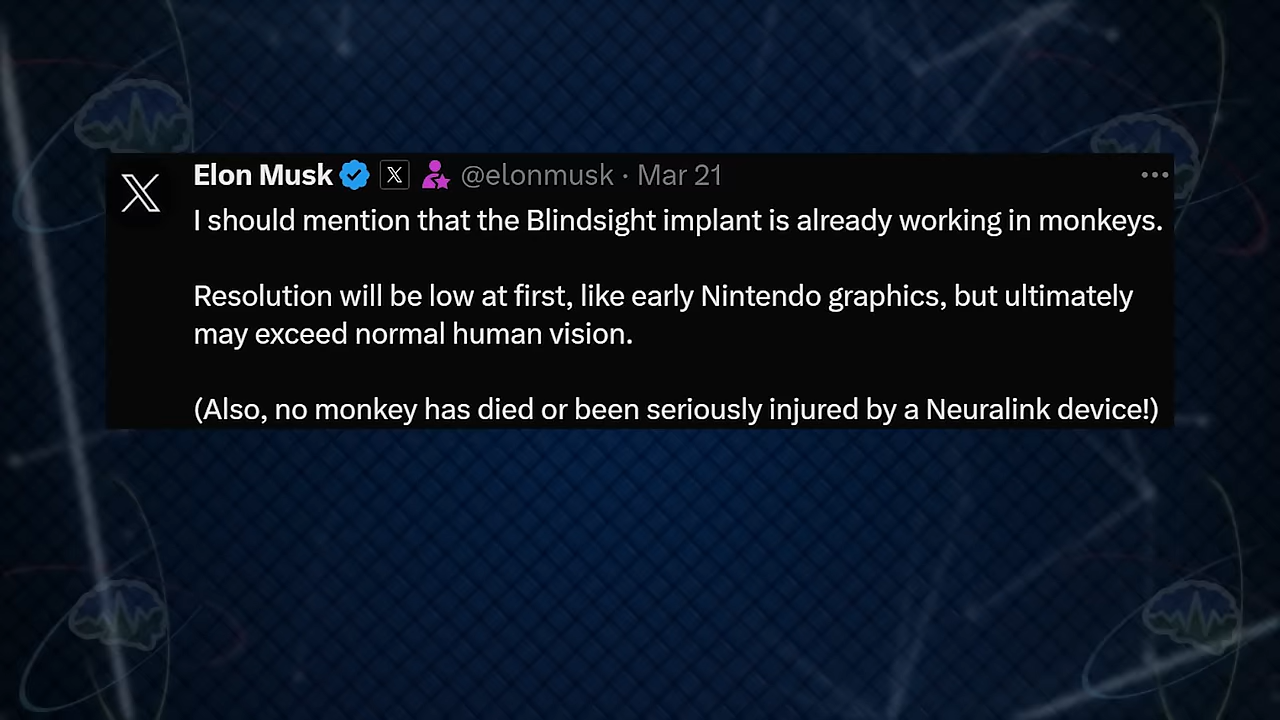 Elon Musk @elonmusk · Mar 21
I should mention that the Blindsight implant is already working in monkeys.
Resolution will be low at first, like early Nintendo graphics, but ultimately
may exceed normal human vision.
(Also, no monkey has died or been seriously injured by a Neuralink device!)